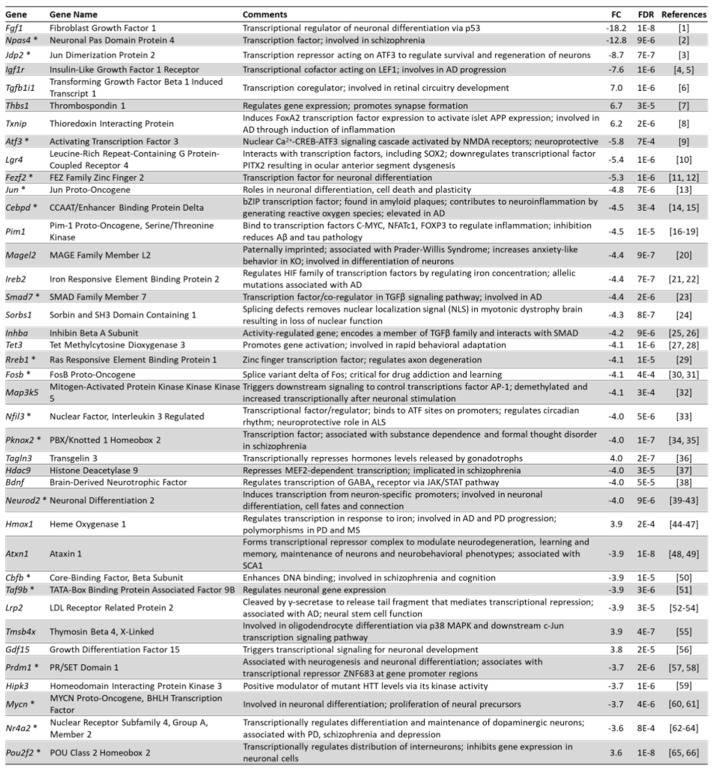 Gene Gene Name Comments FC FDR References
Fgf1 Fibroblast Growth Factor 1 Transcriptional regulator of neuronal differentiation via p53 -18.2 1E-8 [1]
Npas4 * Neuronal Pas Domain Protein 4 Transcription factor; involved in schizophrenia -12.8 9E-6 [2]
Jdp2 * Jun Dimerization Protein 2 Transcription repressor acting on ATF3 to regulate survival and regeneration of neurons -8.7 7E-7 [3]
Igf1r Insulin-Like Growth Factor 1 Receptor Transcriptional cofactor acting on LEF1; involves in AD progression -7.6 1E-6 [4, 5]
Tgfb1i1 Transforming Growth Factor Beta 1 Induced
Transcript 1 Transcription coregulator; involved in retinal circuitry development 7.0 1E-6 [6]
Thbs1 Thrombospondin 1 Regulates gene expression; promotes synapse formation 6.7 3E-5 [7]
Txnip Thioredoxin Interacting Protein Induces FoxA2 transcription factor expression to activate islet APP expression; involved in
AD through induction of inflammation 6.2 2E-6 [8]
Atf3 * Activating Transcription Factor 3 Nuclear Ca²⁺-CREB-ATF3 signaling cascade activated by NMDA receptors; neuroprotective -5.8 7E-4 [9]
Lgr4 Leucine-Rich Repeat-Containing G Protein-
Coupled Receptor 4 Interacts with transcription factors, including SOX2; downregulates transcriptional factor
PITX2 resulting in ocular anterior segment dysgenesis -5.4 1E-6 [10]
Fezf2 * FEZ Family Zinc Finger 2 Transcription factor for neuronal differentiation -5.3 1E-6 [11, 12]
Jun * Jun Proto-Oncogene Roles in neuronal differentiation, cell death and plasticity -4.8 7E-6 [13]
Cebpd * CCAAT/Enhancer Binding Protein Delta bZIP transcription factor; found in amyloid plaques; contributes to neuroinflammation by
generating reactive oxygen species; elevated in AD -4.5 3E-4 [14, 15]
Pim1 Pim-1 Proto-Oncogene, Serine/Threonine
Kinase Bind to transcription factors C-MYC, NFATc1, FOXP3 to regulate inflammation; inhibition
reduces Aβ and tau pathology -4.5 1E-5 [16-19]
Magel2 MAGE Family Member L2 Paternally imprinted; associated with Prader-Willis Syndrome; increases anxiety-like
behavior in KO; involved in differentiation of neurons -4.4 9E-7 [20]
Ireb2 Iron Responsive Element Binding Protein 2 Regulates HIF family of transcription factors by regulating iron concentration; allelic
mutations associated with AD -4.4 7E-7 [21, 22]
Smad7 * SMAD Family Member 7 Transcription factor/co-regulator in TGFβ signaling pathway; involved in AD -4.4 2E-6 [23]
Sorbs1 Sorbin and SH3 Domain Containing 1 Splicing defects removes nuclear localization signal (NLS) in myotonic dystrophy brain
resulting in loss of nuclear function -4.3 8E-7 [24]
Inhba Inhibin Beta A Subunit Activity-regulated gene; encodes a member of TGFβ family and interacts with SMAD -4.2 9E-6 [25, 26]
Tet3 Tet Methylcytosine Dioxygenase 3 Promotes gene activation; involved in rapid behavioral adaptation -4.1 1E-6 [27, 28]
Rreb1 * Ras Responsive Element Binding Protein 1 Zinc finger transcription factor; regulates axon degeneration -4.1 1E-5 [29]
Fosb * FosB Proto-Oncogene Splice variant delta of Fos; critical for drug addiction and learning -4.1 4E-4 [30, 31]
Map3k5 Mitogen-Activated Protein Kinase Kinase Kinase
5 Triggers downstream signaling to control transcriptions factor AP-1; demethylated and
increased transcriptionally after neuronal stimulation -4.1 3E-4 [32]
Nfil3 * Nuclear Factor, Interleukin 3 Regulated Transcriptional factor/regulator; binds to ATF sites on promoters; regulates circadian
rhythm; neuroprotective role in ALS -4.0 5E-6 [33]
Pknox2 * PBX/Knotted 1 Homeobox 2 Transcription factor; associated with substance dependence and formal thought disorder
in schizophrenia -4.0 1E-7 [34, 35]
Tagln3 Transgelin 3 Transcriptionally represses hormones levels released by gonadotrophs 4.0 2E-7 [36]
Hdac9 Histone Deacetylase 9 Represses MEF2-dependent transcription; implicated in schizophrenia -4.0 3E-5 [37]
Bdnf Brain-Derived Neurotrophic Factor Regulates transcription of GABA_A receptor via JAK/STAT pathway -4.0 5E-5 [38]
Neurod2 * Neuronal Differentiation 2 Induces transcription from neuron-specific promoters; involved in neuronal
differentiation, cell fates and connection -4.0 9E-6 [39-43]
Hmox1 Heme Oxygenase 1 Regulates transcription in response to iron; involved in AD and PD progression;
polymorphisms in PD and MS 3.9 2E-4 [44-47]
Atxn1 Ataxin 1 Forms transcriptional repressor complex to modulate neurodegeneration, learning and
memory, maintenance of neurons and neurobehavioral phenotypes; associated with
SCA1 -3.9 1E-8 [48, 49]
Cbfb * Core-Binding Factor, Beta Subunit Enhances DNA binding; involved in schizophrenia and cognition -3.9 1E-5 [50]
Taf9b * TATA-Box Binding Protein Associated Factor 9B Regulates neuronal gene expression -3.9 3E-6 [51]
Lrp2 LDL Receptor Related Protein 2 Cleaved by γ-secretase to release tail fragment that mediates transcriptional repression;
associated with AD; neural stem cell function -3.9 3E-5 [52-54]
Tmsb4x Thymosin Beta 4, X-Linked Involved in oligodendrocyte differentiation via p38 MAPK and downstream c-Jun
transcription signaling pathway 3.9 4E-7 [55]
Gdf15 Growth Differentiation Factor 15 Triggers transcriptional signaling for neuronal development 3.8 2E-5 [56]
Prdm1 * PR/SET Domain 1 Associated with neurogenesis and neuronal differentiation; associates with
transcriptional repressor ZNF683 at gene promoter regions -3.7 2E-6 [57, 58]
Hipk3 Homeodomain Interacting Protein Kinase 3 Positive modulator of mutant HTT levels via its kinase activity -3.7 1E-6 [59]
Mycn * MYCN Proto-Oncogene, BHLH Transcription
Factor Involved in neuronal differentiation; proliferation of neural precursors -3.7 4E-6 [60, 61]
Nr4a2 * Nuclear Receptor Subfamily 4, Group A,
Member 2 Transcriptionally regulates differentiation and maintenance of dopaminergic neurons;
associated with PD, schizophrenia and depression -3.6 8E-4 [62-64]
Pou2f2 * POU Class 2 Homeobox 2 Transcriptionally regulates distribution of interneurons; inhibits gene expression in
neuronal cells 3.6 1E-8 [65, 66]